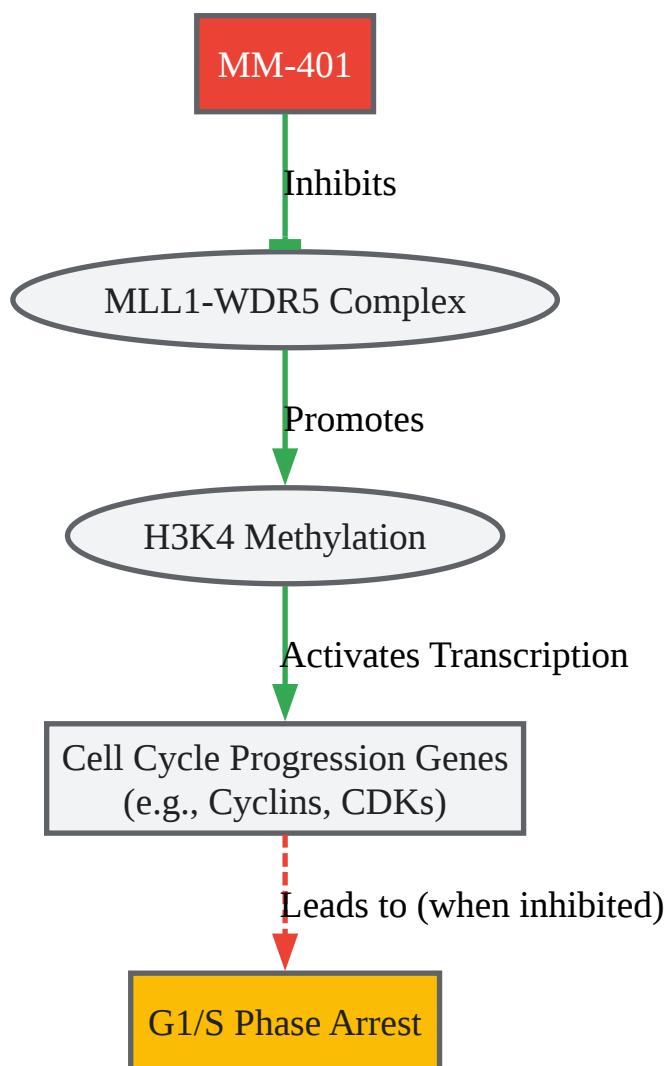 MM-401
Inhibits
MLL1-WDR5 Complex
Promotes
H3K4 Methylation
Activates Transcription
Cell Cycle Progression Genes
(e.g., Cyclins, CDKs)
Leads to (when inhibited)
G1/S Phase Arrest